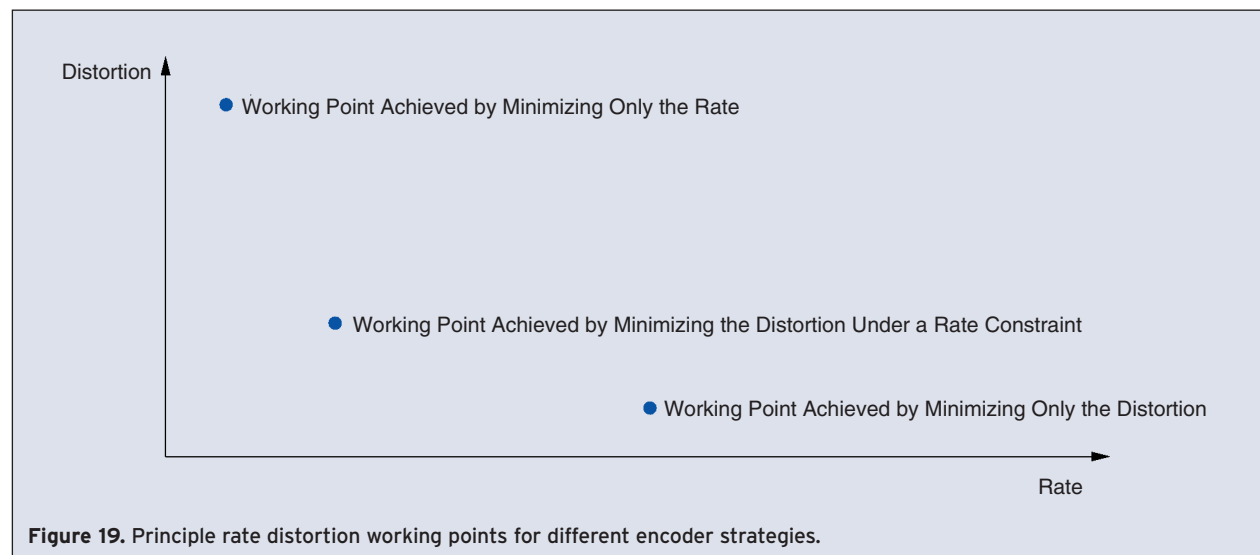 Distortion
Working Point Achieved by Minimizing Only the Rate
Working Point Achieved by Minimizing the Distortion Under a Rate Constraint
Working Point Achieved by Minimizing Only the Distortion
Rate
Figure 19. Principle rate distortion working points for different encoder strategies.